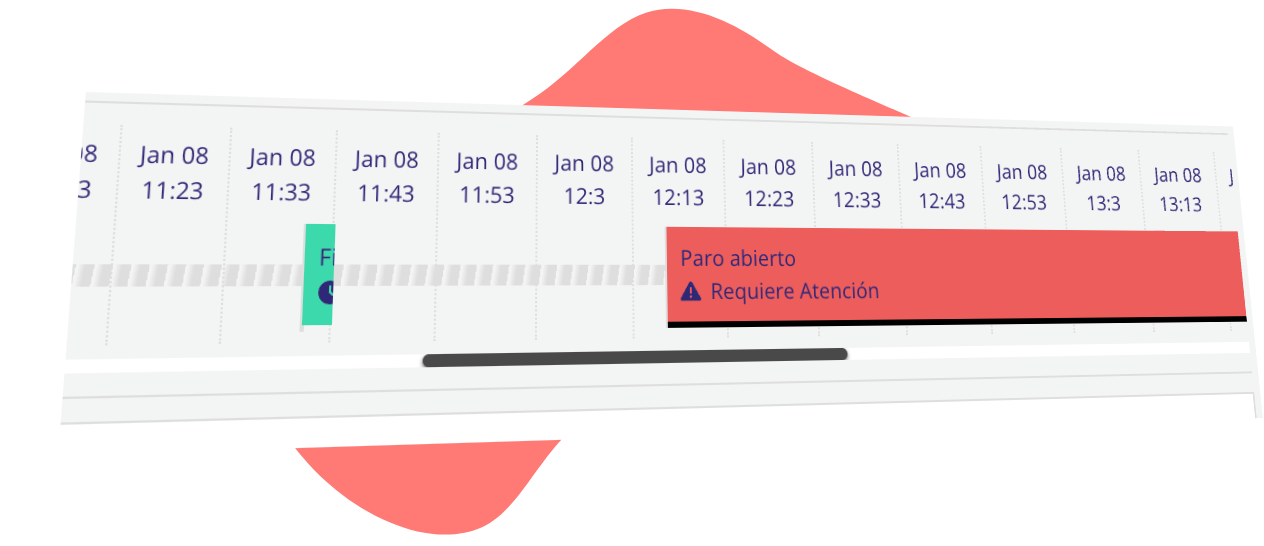 8
3
Jan 08
11:23
Jan 08
11:33
Jan 08
11:43
Jan 08
11:53
Jan 08
12:3
Jan 08
12:13
Jan 08
12:23
Jan 08
12:33
Jan 08
12:43
Jan 08
12:53
Jan 08
13:3
Jan 08
13:13
J
Fi
Paro abierto
Requiere Atención